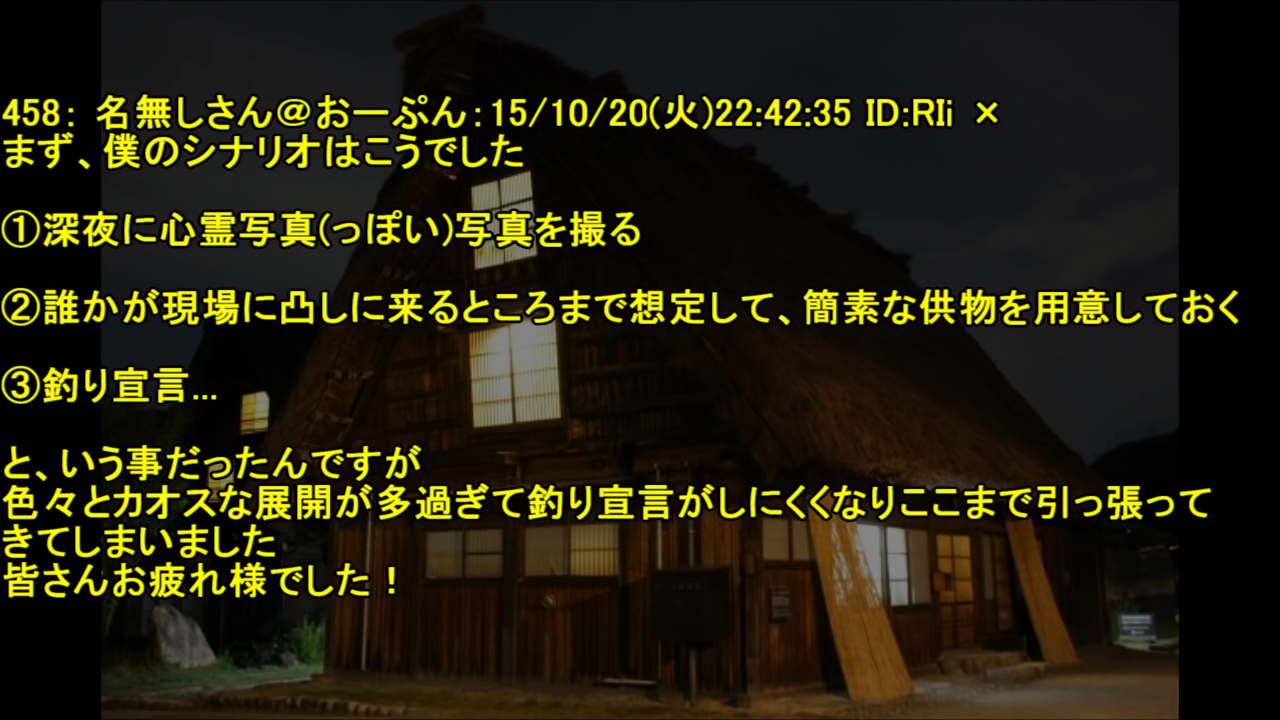 458： 名無しさん＠おーぷん：15/10/20(火)22:42:35 ID:RIi ×
まず、僕のシナリオはこうでした
①深夜に心霊写真(っぽい)写真を撮る
②誰かが現場に凸しに来るところまで想定して、簡素な供物を用意しておく
③釣り宣言...
と、いう事だったんですが
色々とカオスな展開が多過ぎて釣り宣言がしにくくなりここまで引っ張って
きてしまいました
皆さんお疲れ様でした！